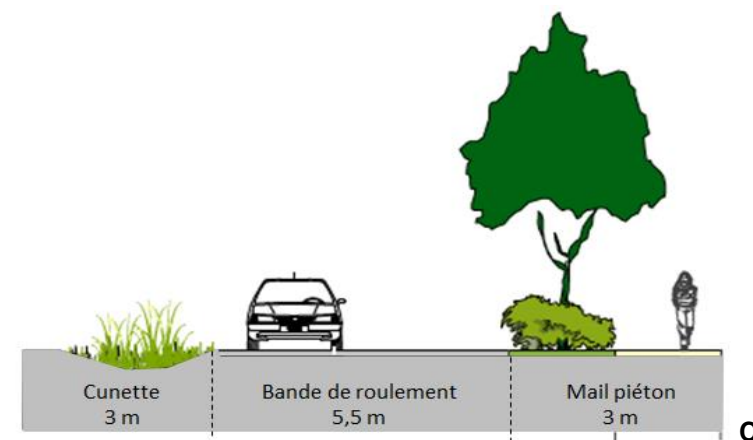 Cunette
3 m
Bande de roulement
5,5 m
Mail piéton
3 m